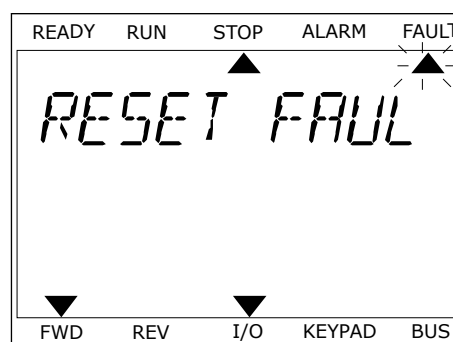 READY RUN STOP ALARM FAULT
RESET FAUL
FWD REV I/O KEYPAD BUS